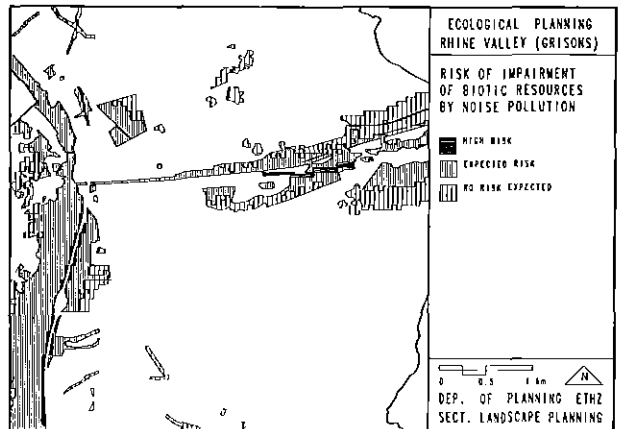 ECOLOGICAL PLANNING
RHINE VALLEY (GRISONS)
RISK OF IMPAIRMENT
OF BIOTIC RESOURCES
BY NOISE POLLUTION
HIGH RISK
EXPECTED RISK
NO RISK EXPECTED
0 0.5 1 km
N
DEP. OF PLANNING ETHZ
SECT. LANDSCAPE PLANNING